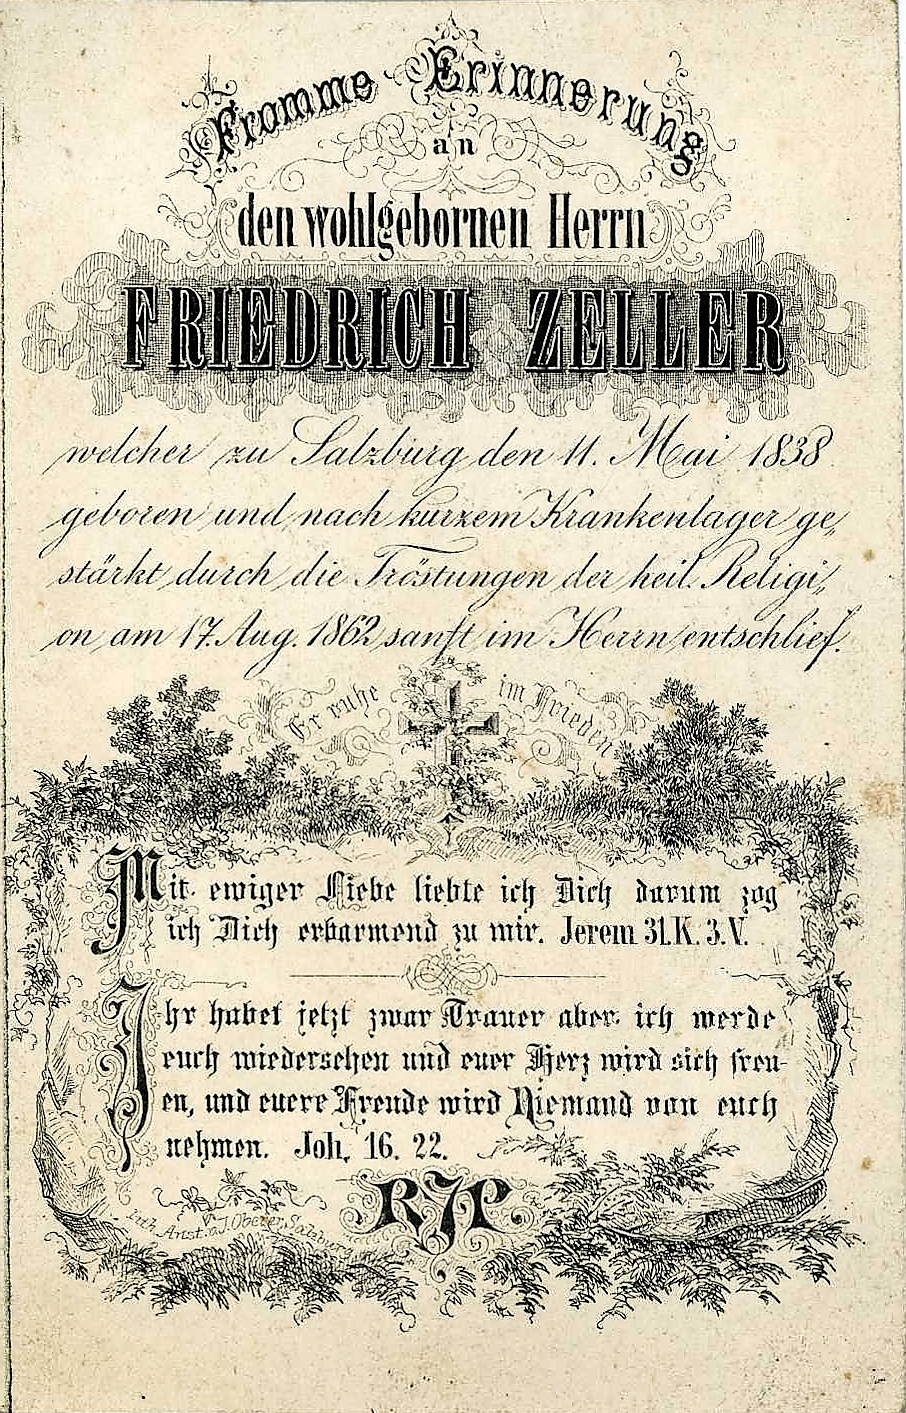 Fromme Erinnerung
an
den wohlgebornen Herrn
FRIEDRICH ZELLER
welcher zu Salzburg den 11. Mai 1838
geboren und nach kurzem Krankenlager ge„
stärkt durch die Tröstungen der heil. Religi„
on am 17. Aug. 1862 sanft im Herrn entschlief.
Er ruhe im Frieden
Mit ewiger Liebe liebte ich Dich darum zog
ich Dich erbarmend zu mir. Jerem 31. K. 3. V.
Ihr habet jetzt zwar Trauer aber ich werde
euch wiedersehen und euer Herz wird sich freu-
en, und euere Freude wird Niemand von euch
nehmen. Joh. 16. 22.
RIP.
Lith. Anst. v. J. Oberer, Salzburg